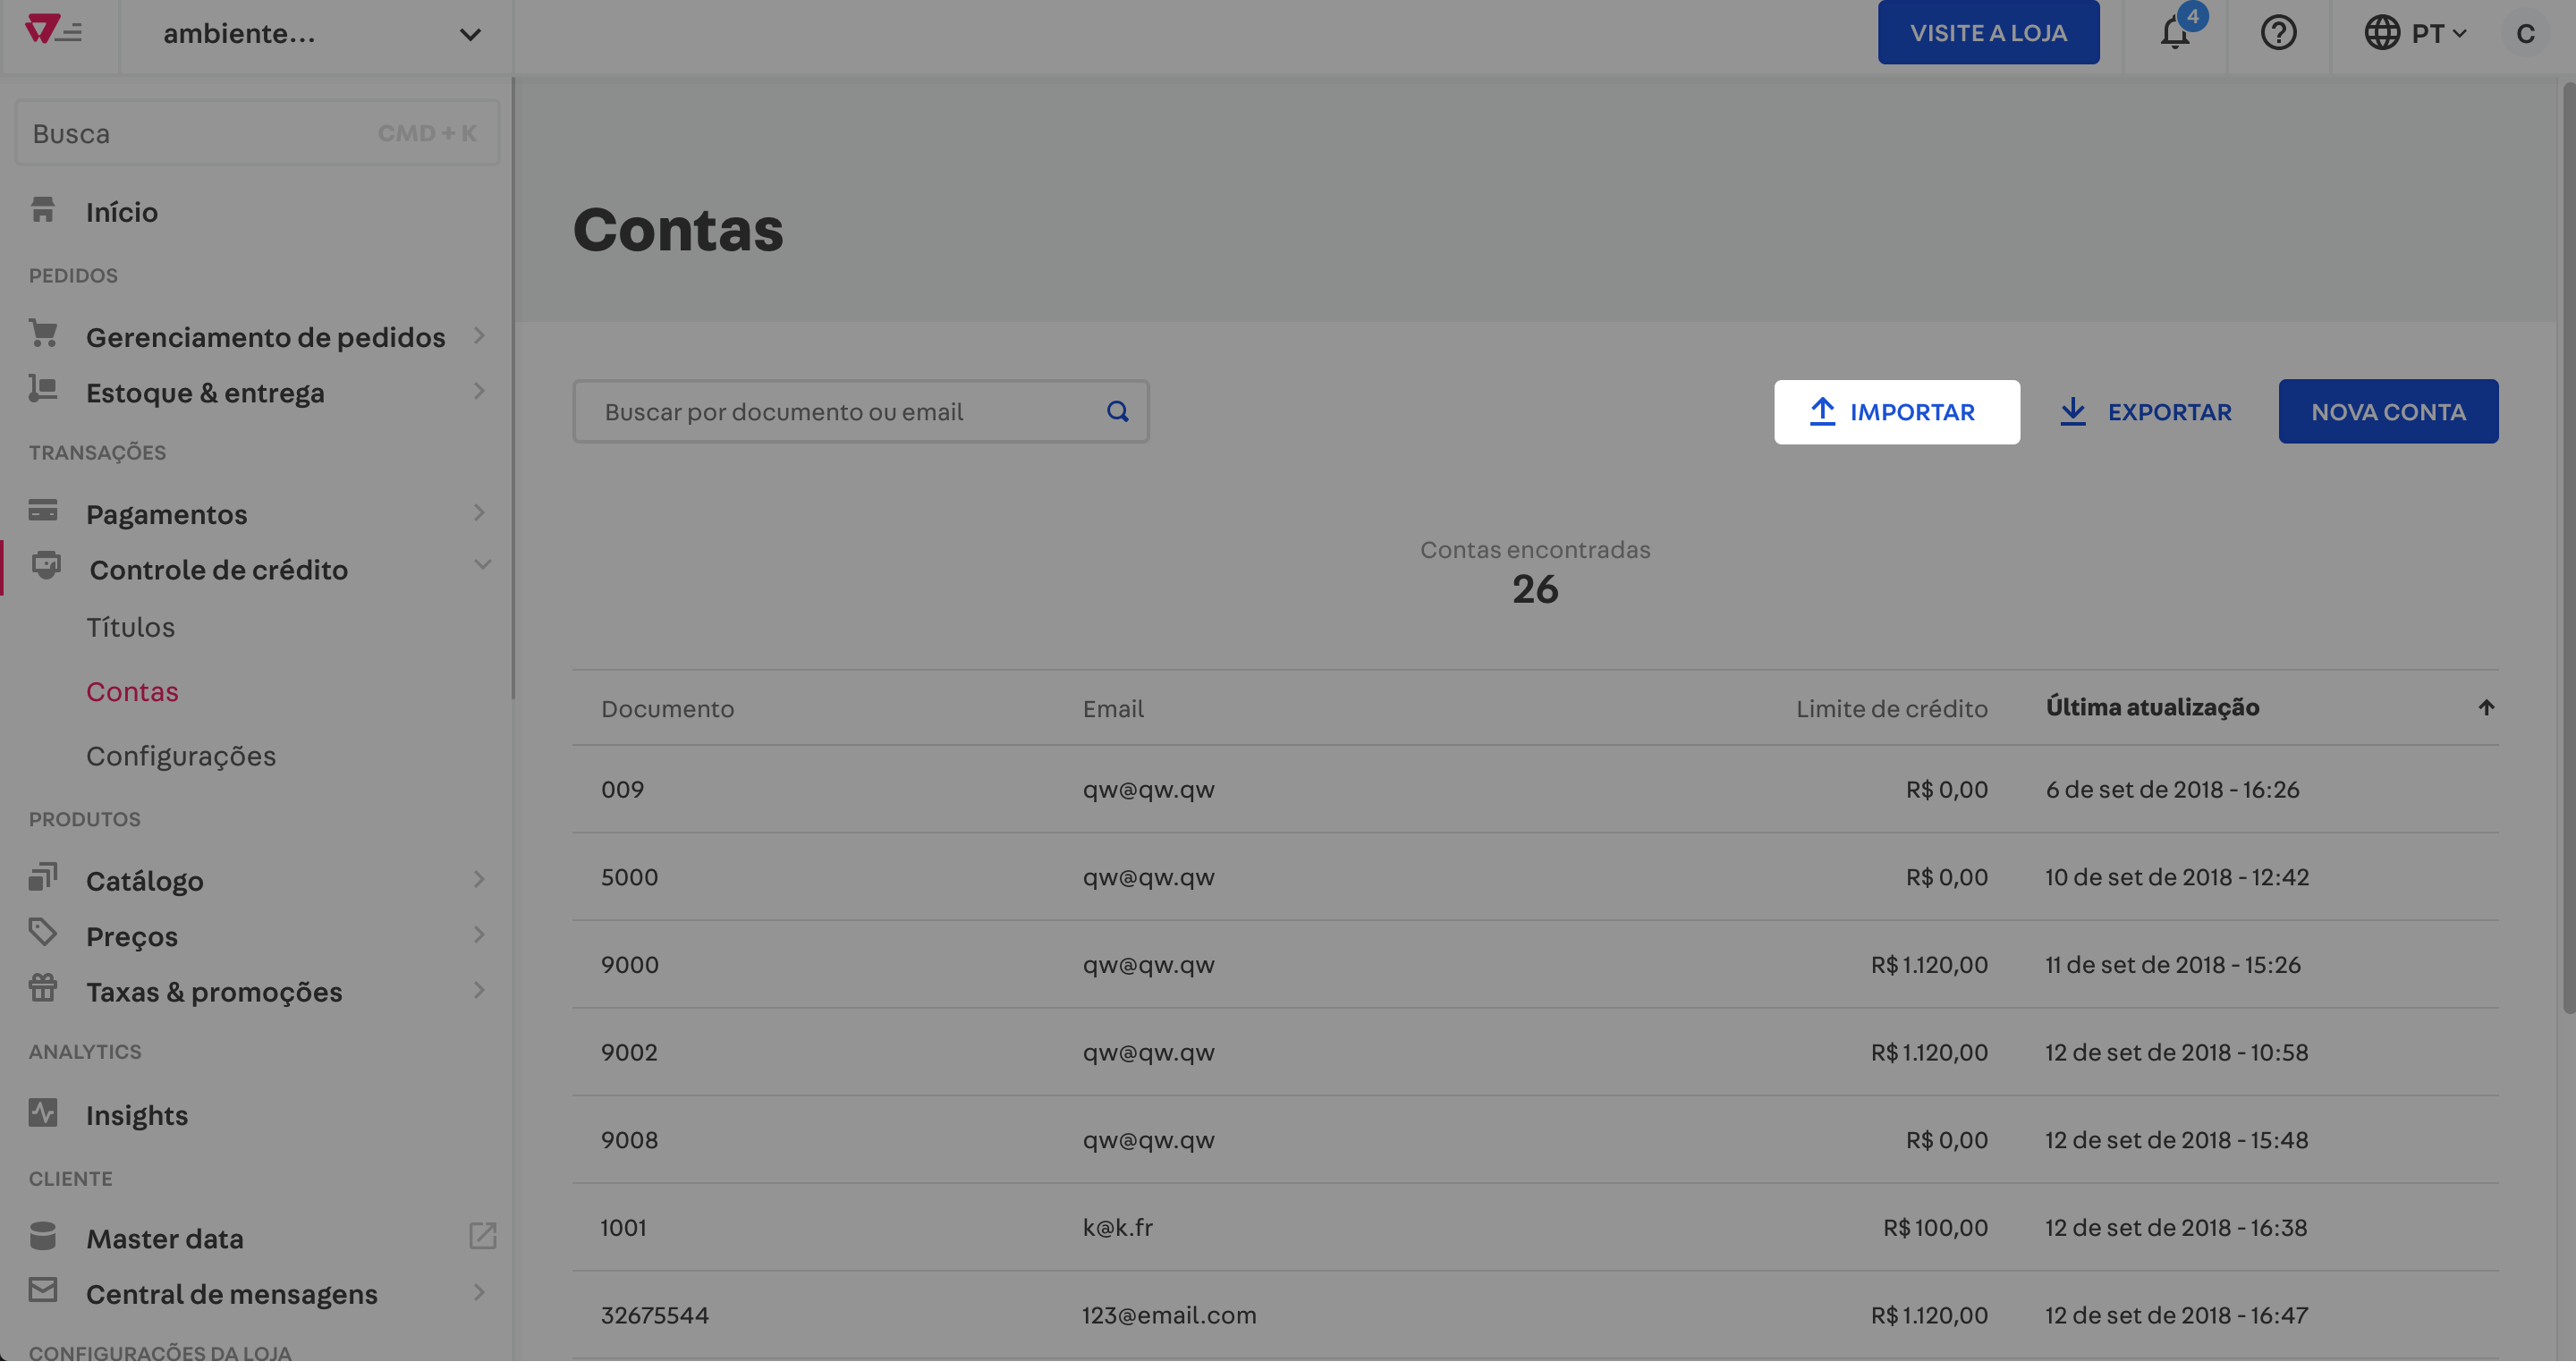 ambiente...
VISITE A LOJA
4
PT
C
Busca
CMD + K
Início
PEDIDOS
Gerenciamento de pedidos
Estoque & entrega
TRANSAÇÕES
Pagamentos
Controle de crédito
Títulos
Contas
Configurações
PRODUTOS
Catálogo
Preços
Taxas & promoções
ANALYTICS
Insights
CLIENTE
Master data
Central de mensagens
CONFIGURAÇÕES DA LOJA
Contas
Buscar por documento ou email
IMPORTAR
EXPORTAR
NOVA CONTA
Contas encontradas
26
Documento Email Limite de crédito Última atualização
009 qw@qw.qw R$ 0,00 6 de set de 2018 - 16:26
5000 qw@qw.qw R$ 0,00 10 de set de 2018 - 12:42
9000 qw@qw.qw R$ 1.120,00 11 de set de 2018 - 15:26
9002 qw@qw.qw R$ 1.120,00 12 de set de 2018 - 10:58
9008 qw@qw.qw R$ 0,00 12 de set de 2018 - 15:48
1001 k@k.fr R$ 100,00 12 de set de 2018 - 16:38
32675544 123@email.com R$ 1.120,00 12 de set de 2018 - 16:47